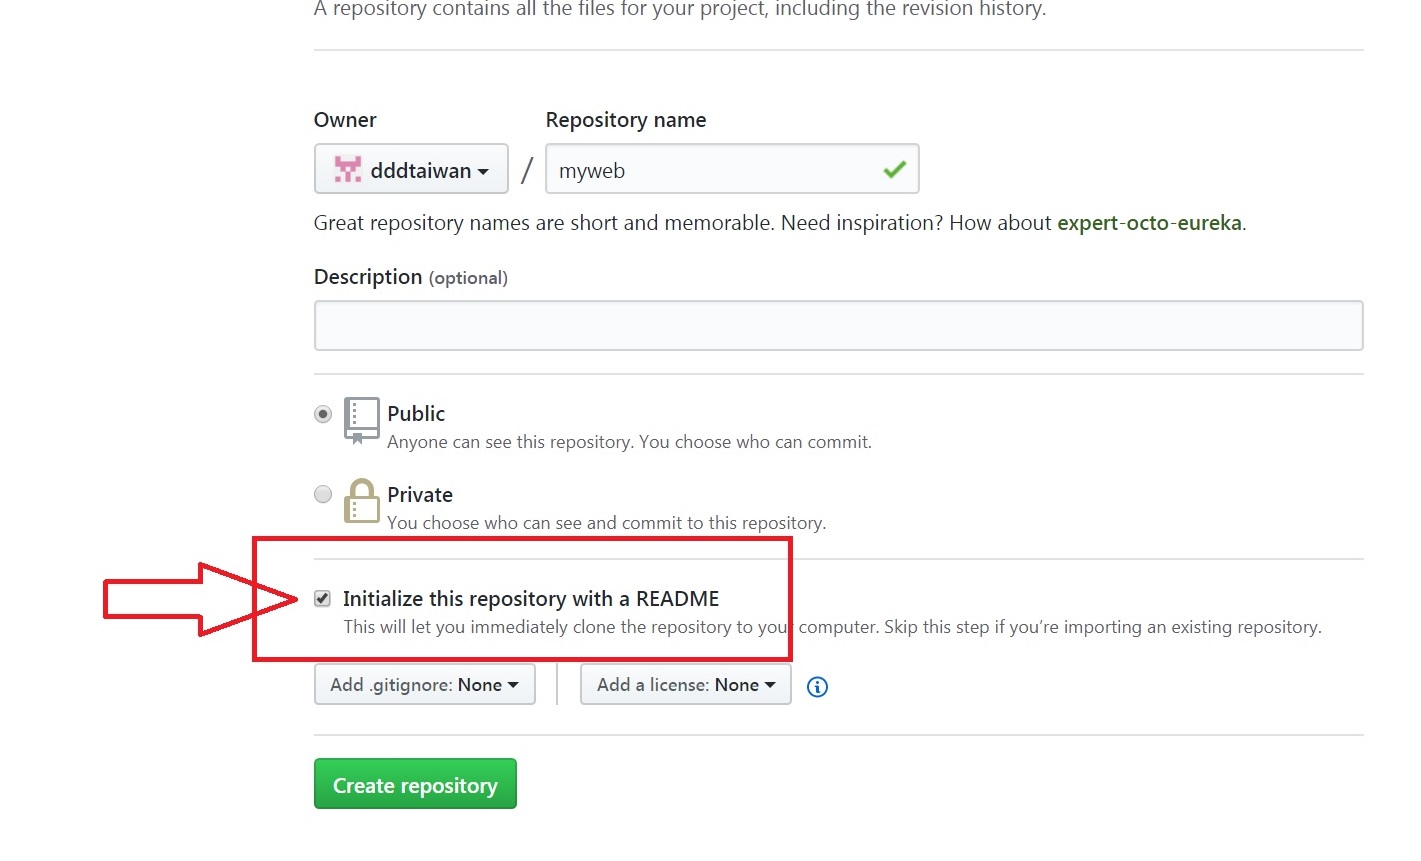 A repository contains all the files for your project, including the revision history.
Owner
Repository name
dddtaiwan / myweb
Great repository names are short and memorable. Need inspiration? How about expert-octo-eureka.
Description (optional)
Public
Anyone can see this repository. You choose who can commit.
Private
You choose who can see and commit to this repository.
Initialize this repository with a README
This will let you immediately clone the repository to your computer. Skip this step if you’re importing an existing repository.
Add .gitignore: None
Add a license: None
Create repository